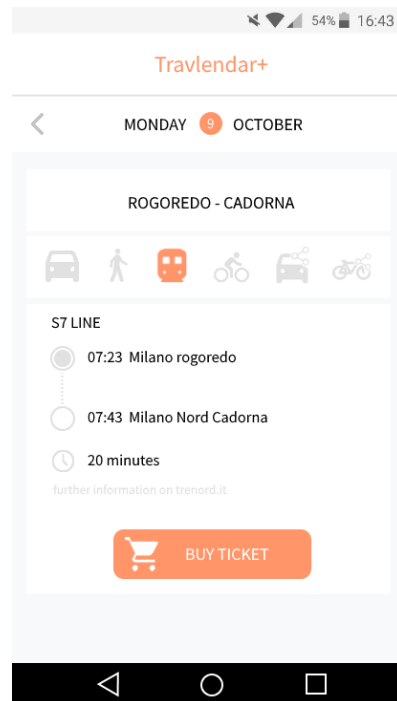 54% 16:43
Travlendar+
MONDAY 9 OCTOBER
ROGOREDO - CADORNA
S7 LINE
07:23 Milano rogoredo
07:43 Milano Nord Cadorna
20 minutes
further information on trenord.it
BUY TICKET